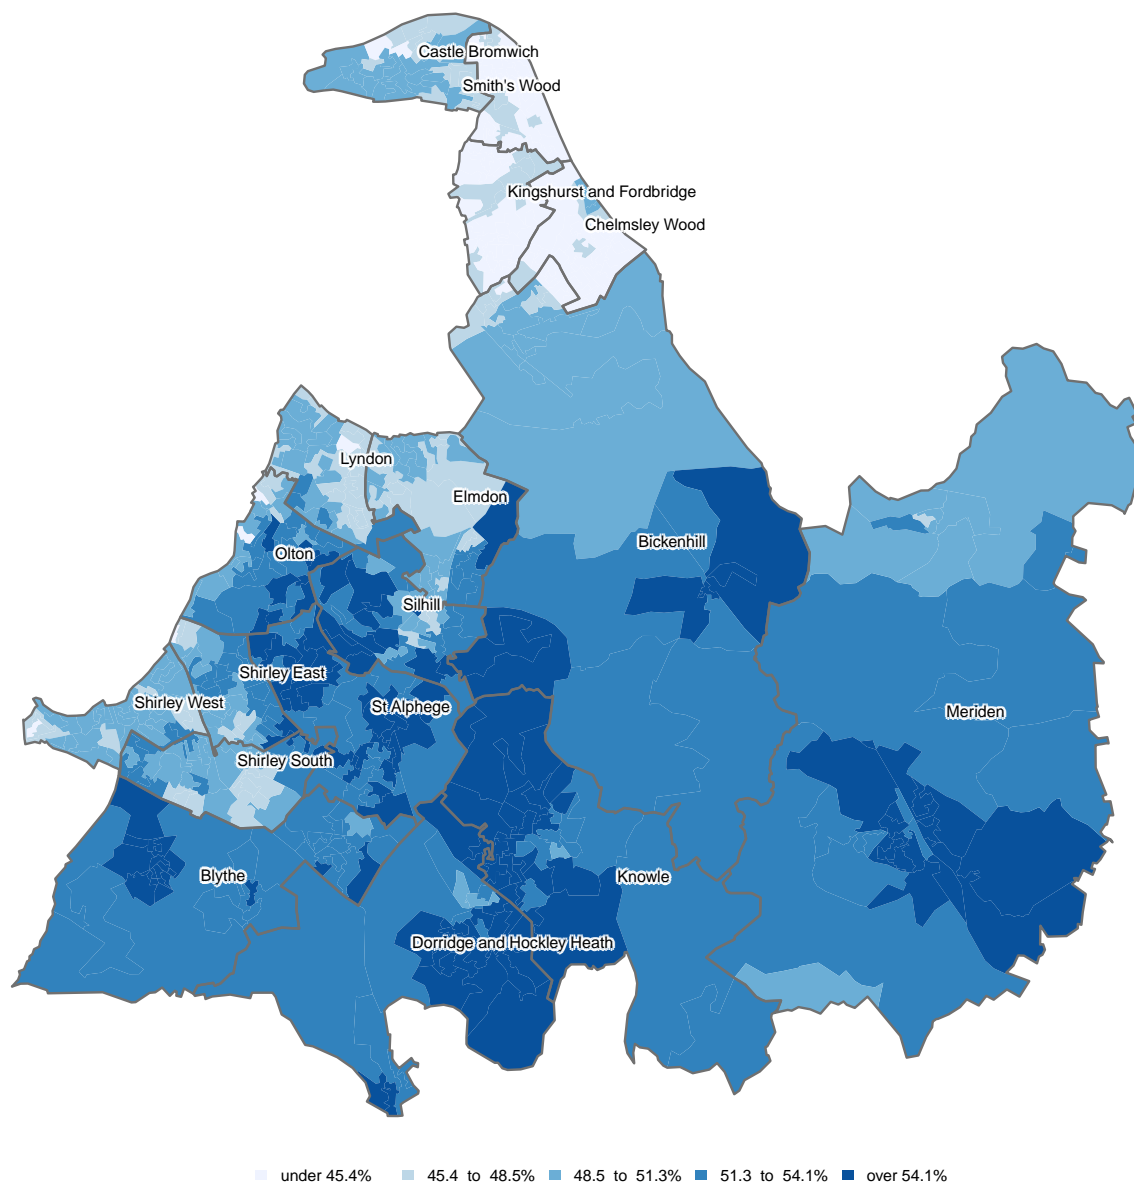 Castle Bromwich
Smith's Wood
Kingshurst and Fordbridge
Chelmsley Wood
Lyndon
Elmdon
Bickenhill
Olton
Silhill
Shirley East
Shirley West
St Alphege
Meriden
Shirley South
Blythe
Knowle
Dorridge and Hockley Heath
under 45.4% 45.4 to 48.5% 48.5 to 51.3% 51.3 to 54.1% over 54.1%